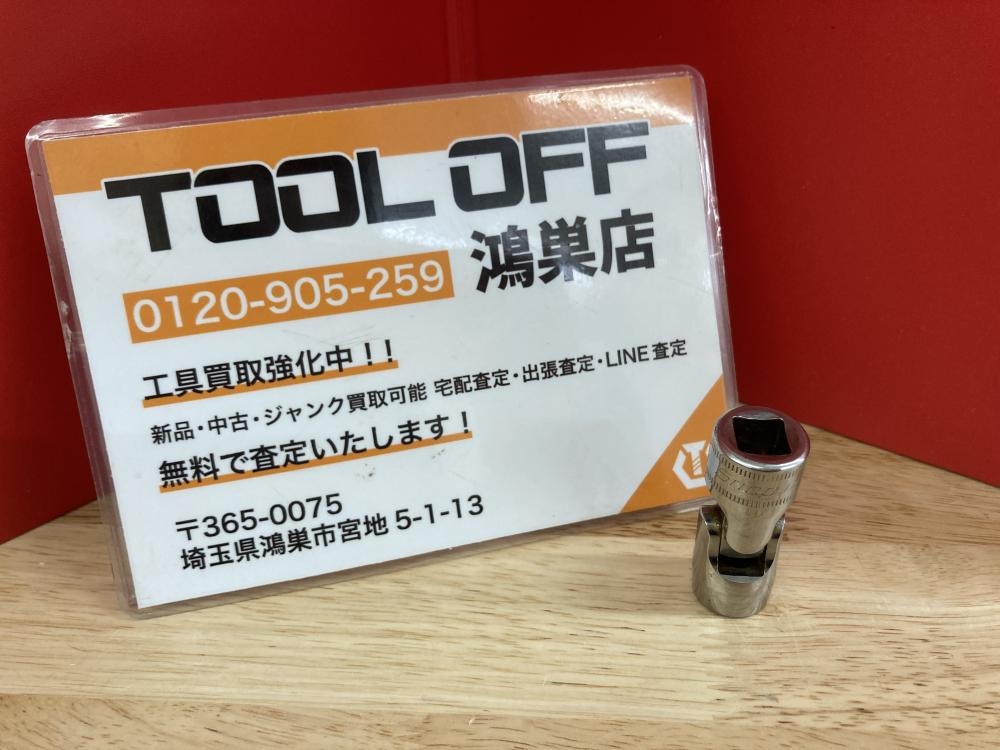 TOOL OFF
鴻巣店
0120-905-259
工具買取強化中！！
新品・中古・ジャンク買取可能 宅配査定・出張査定・LINE査定
無料で査定いたします！
〒365-0075
埼玉県鴻巣市宮地 5-1-13
Snap